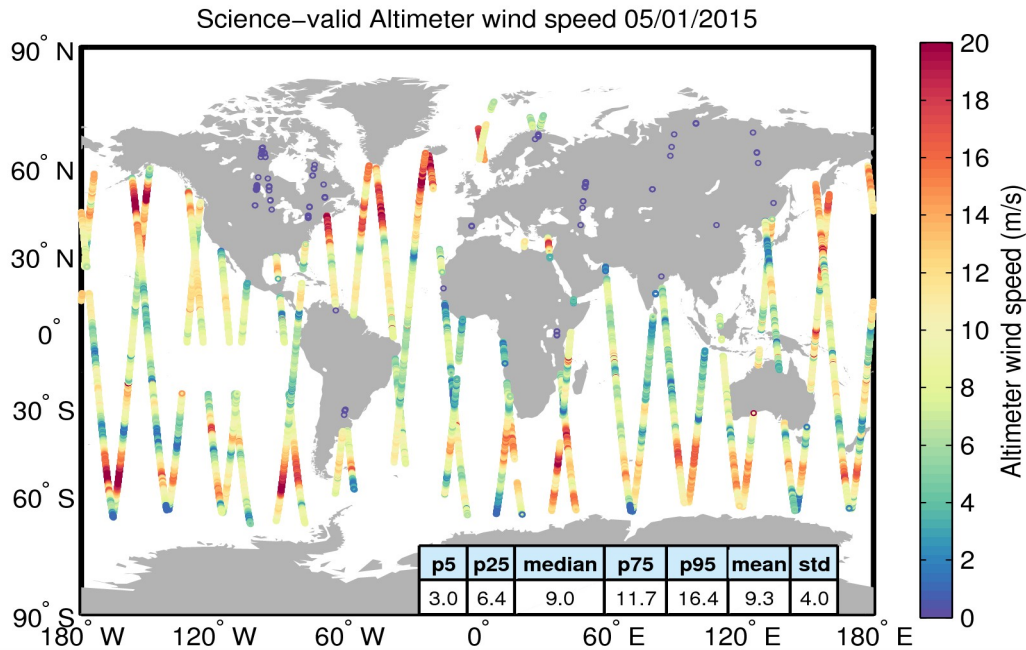 Science−valid Altimeter wind speed 05/01/2015
90° N
60° N
30° N
0°
30° S
60° S
90° S
180° W
120° W
60° W
0°
60° E
120° E
180° E
p5 p25 median p75 p95 mean std
3.0 6.4 9.0 11.7 16.4 9.3 4.0
20
18
16
14
12
10
8
6
4
2
0
Altimeter wind speed (m/s)